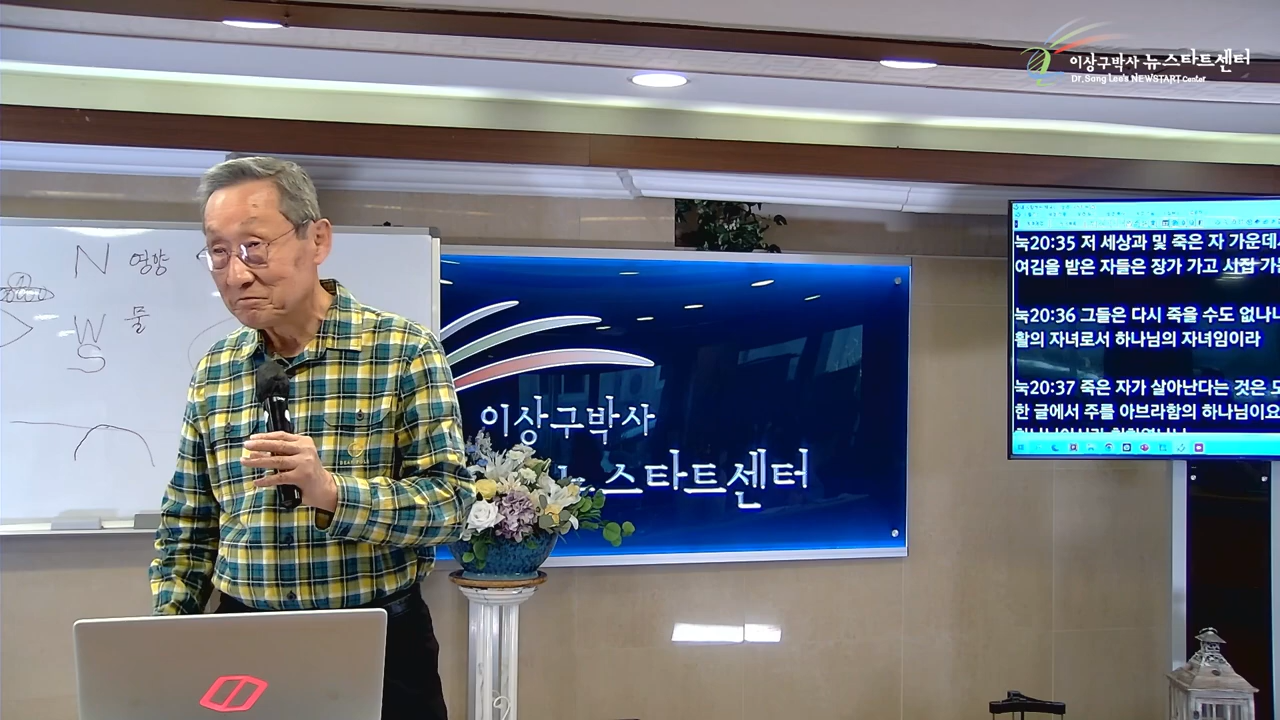 이상구박사 뉴스타트센터
Dr. Sang Lee's NEWSTART Center
N 영양
W 물
S
이상구박사
스타트센터
눅20:35 저 세상과 및 죽은 자 가운데
여김을 받은 자들은 장가 가고 시집 가
눅20:36 그들은 다시 죽을 수도 없나니
활의 자녀로서 하나님의 자녀임이라
눅20:37 죽은 자가 살아난다는 것은
한 글에서 주를 아브라함의 하나님이요